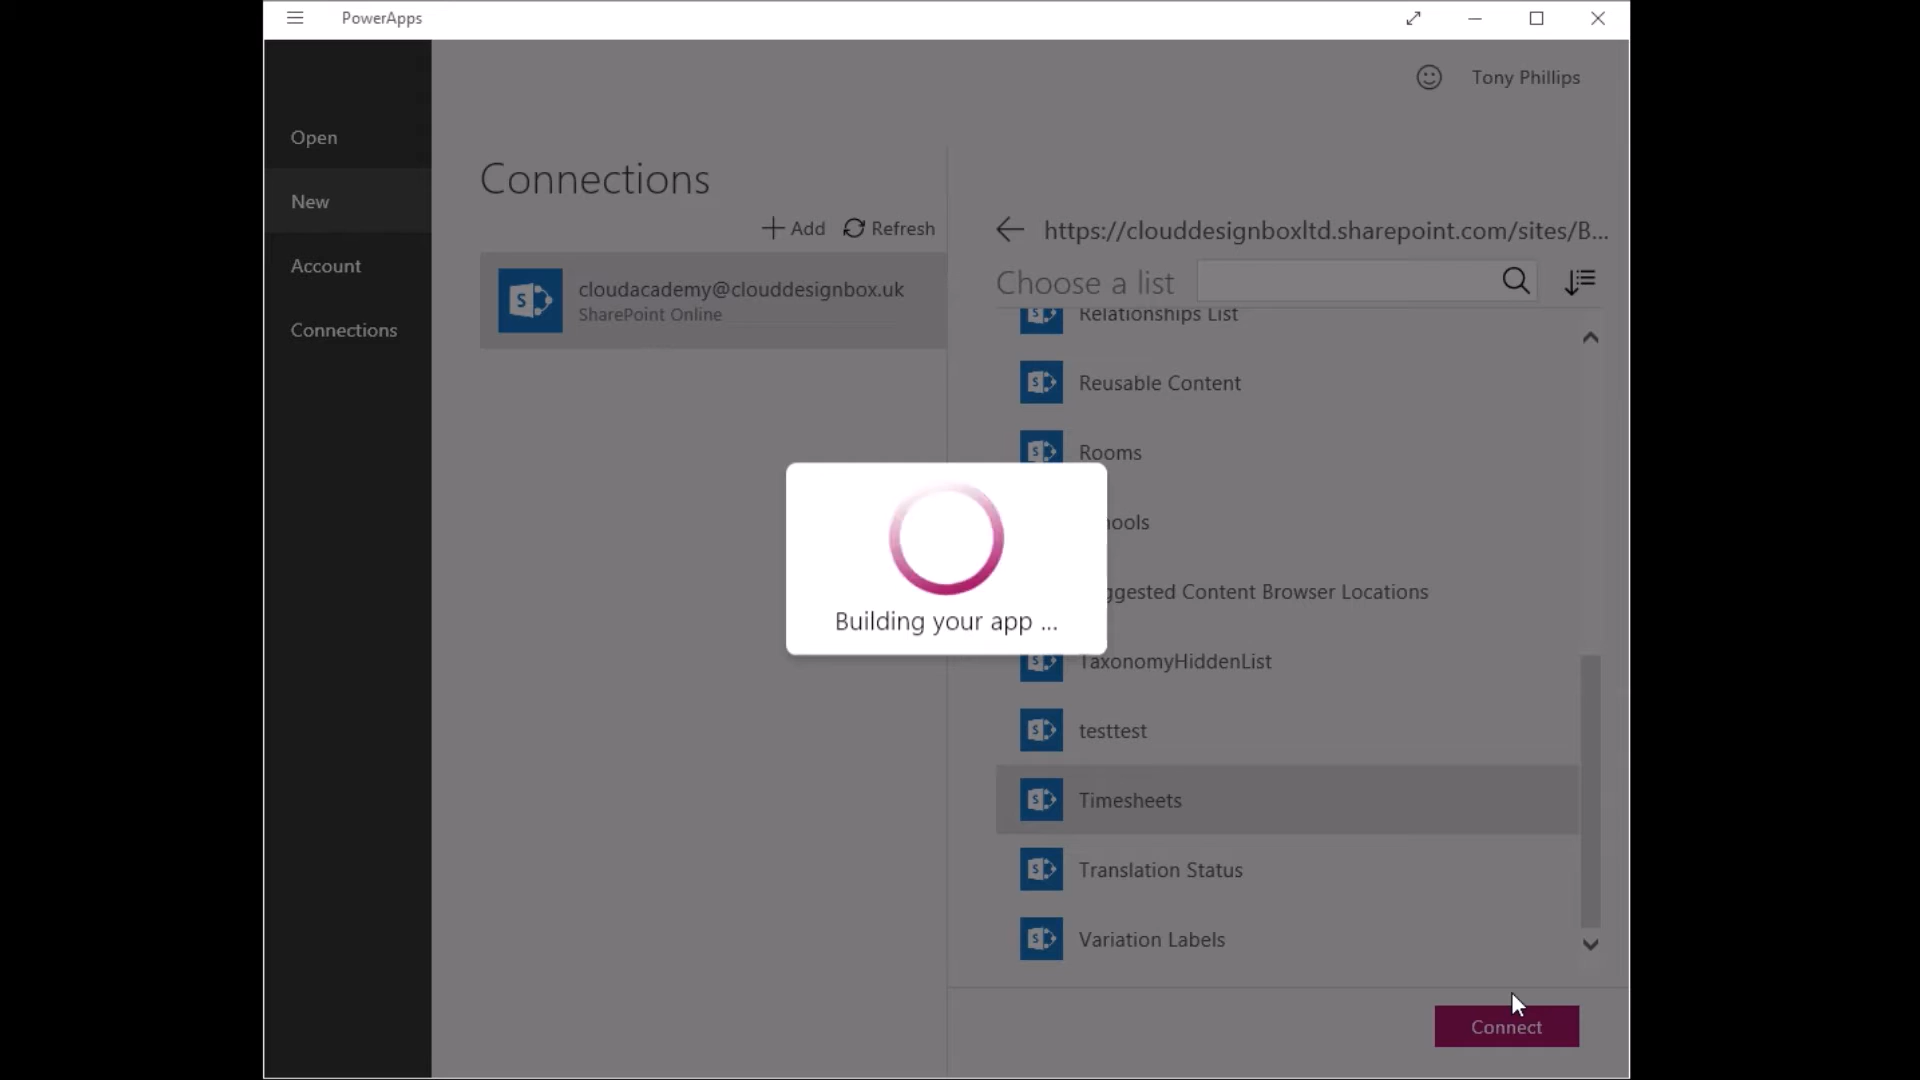 PowerApps
Tony Phillips
Open
New
Account
Connections
Connections
Add
Refresh
cloudacademy@clouddesignbox.uk
SharePoint Online
https://clouddesignboxltd.sharepoint.com/sites/B...
Choose a list
Relationships List
Reusable Content
Rooms
hools
ggested Content Browser Locations
TaxonomyHiddenList
testtest
Timesheets
Translation Status
Variation Labels
Building your app ...
Connect